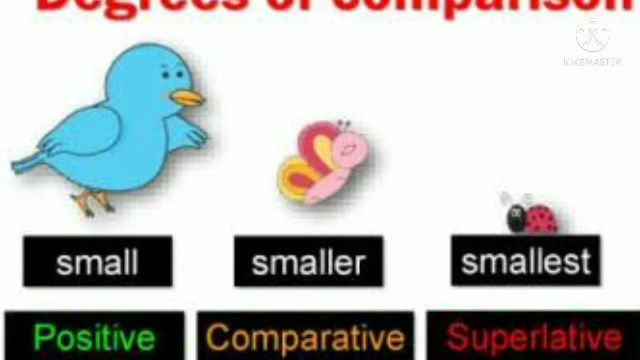 Degrees of comparison
KINEMASTER
small smaller smallest
Positive Comparative Superlative